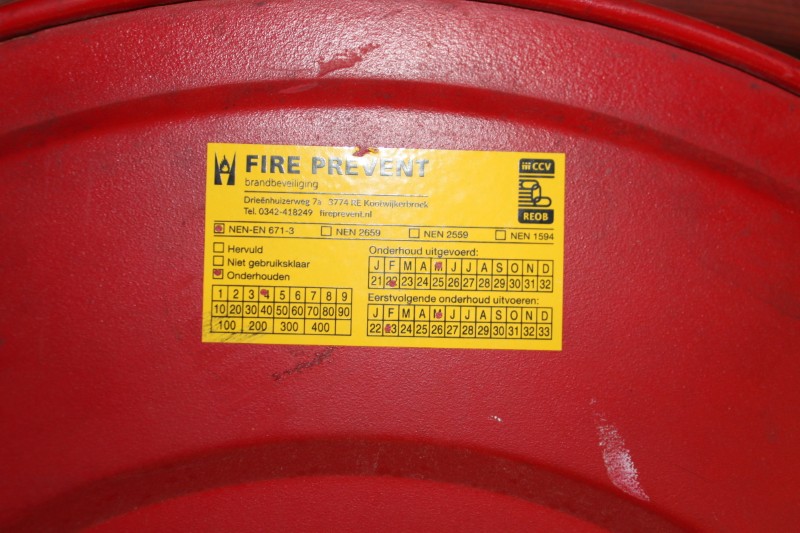 FIRE PREVENT
brandbeveiliging
Drieënhuizerweg 7a 3774 RE Kootwijkerbroek
Tel. 0342-418249 fireprevent.nl
CCV
REOB
NEN-EN 671-3 NEN 2659 NEN 2559 NEN 1594
Hervuld
Niet gebruiksklaar
Onderhouden
1 2 3 4 5 6 7 8 9
10 20 30 40 50 60 70 80 90
100 200 300 400
Onderhoud uitgevoerd:
J F M A M J J A S O N D
21 22 23 24 25 26 27 28 29 30 31 32
Eerstvolgende onderhoud uitvoeren:
J F M A M J J A S O N D
22 23 24 25 26 27 28 29 30 31 32 33